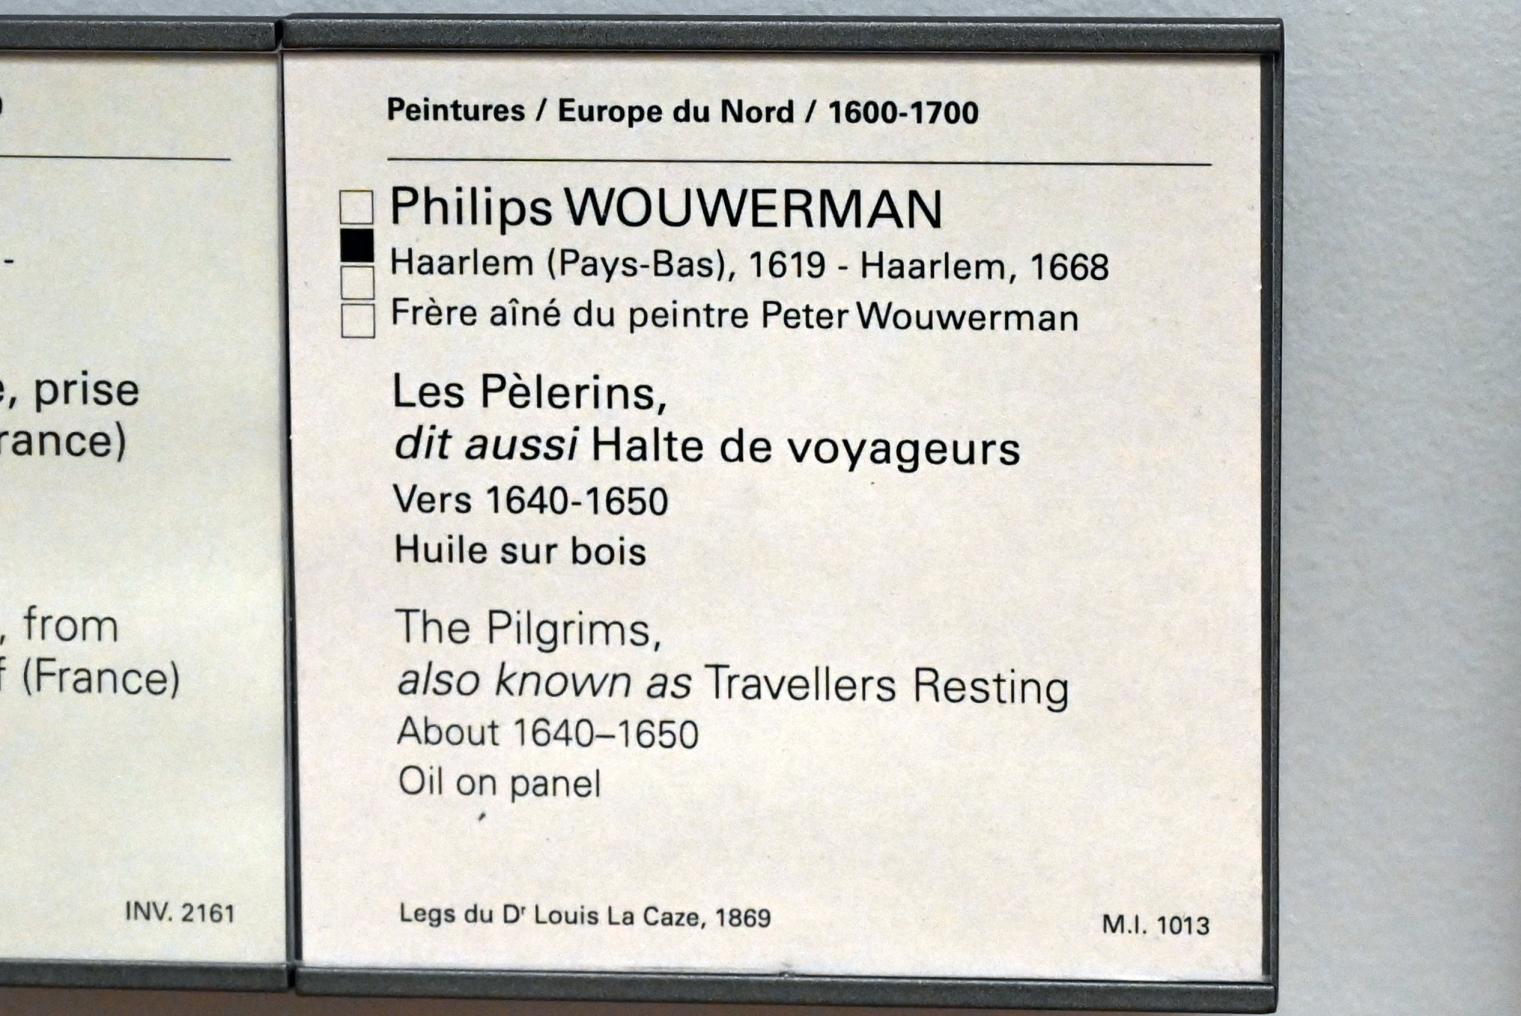 -
, prise
rance)
, from
f (France)
INV. 2161
Peintures / Europe du Nord / 1600-1700
Philips WOUWERMAN
Haarlem (Pays-Bas), 1619 - Haarlem, 1668
Frère aîné du peintre Peter Wouwerman
Les Pèlerins,
dit aussi Halte de voyageurs
Vers 1640-1650
Huile sur bois
The Pilgrims,
also known as Travellers Resting
About 1640–1650
Oil on panel
Legs du Dr Louis La Caze, 1869
M.I. 1013